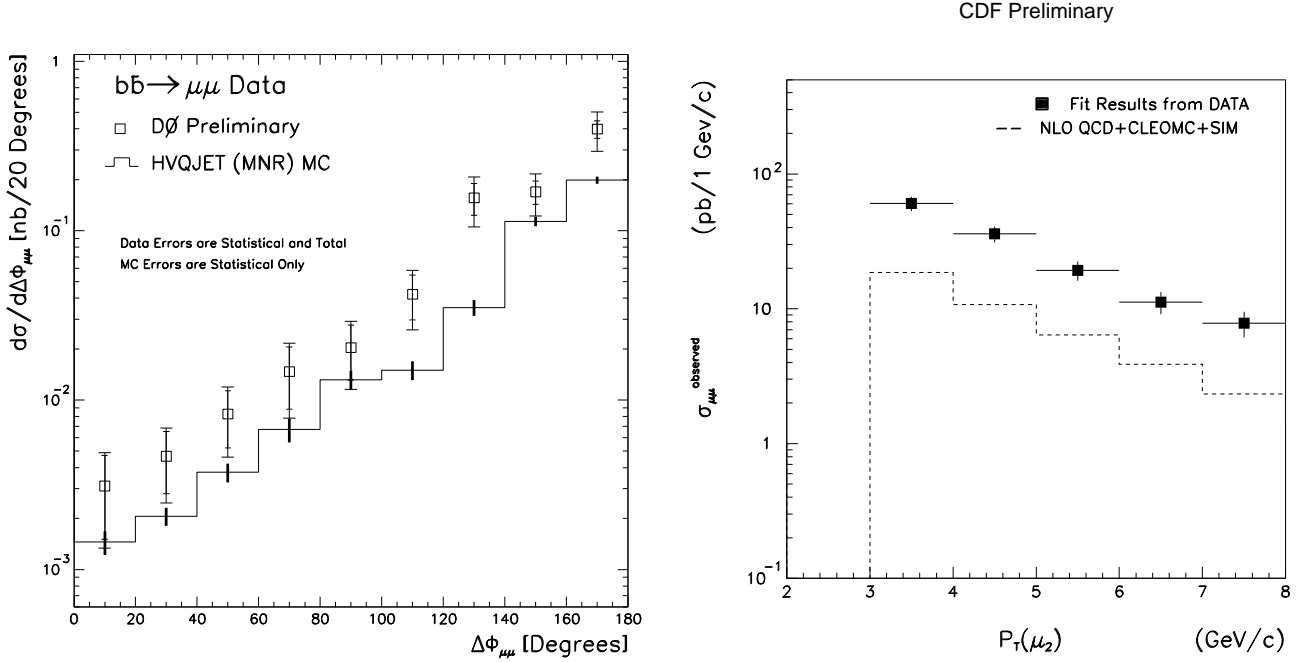 CDF Preliminary
bb̄→ μμ Data
DØ Preliminary
HVQJET (MNR) MC
Data Errors are Statistical and Total
MC Errors are Statistical Only
dσ/dΔΦμμ [nb/20 Degrees]
1
10⁻¹
10⁻²
10⁻³
0 20 40 60 80 100 120 140 160 180
ΔΦμμ [Degrees]
Fit Results from DATA
NLO QCD+CLEOMC+SIM
σμμ observed (pb/1 Gev/c)
10²
10
1
10⁻¹
2 3 4 5 6 7 8
P_T(μ₂) (GeV/c)